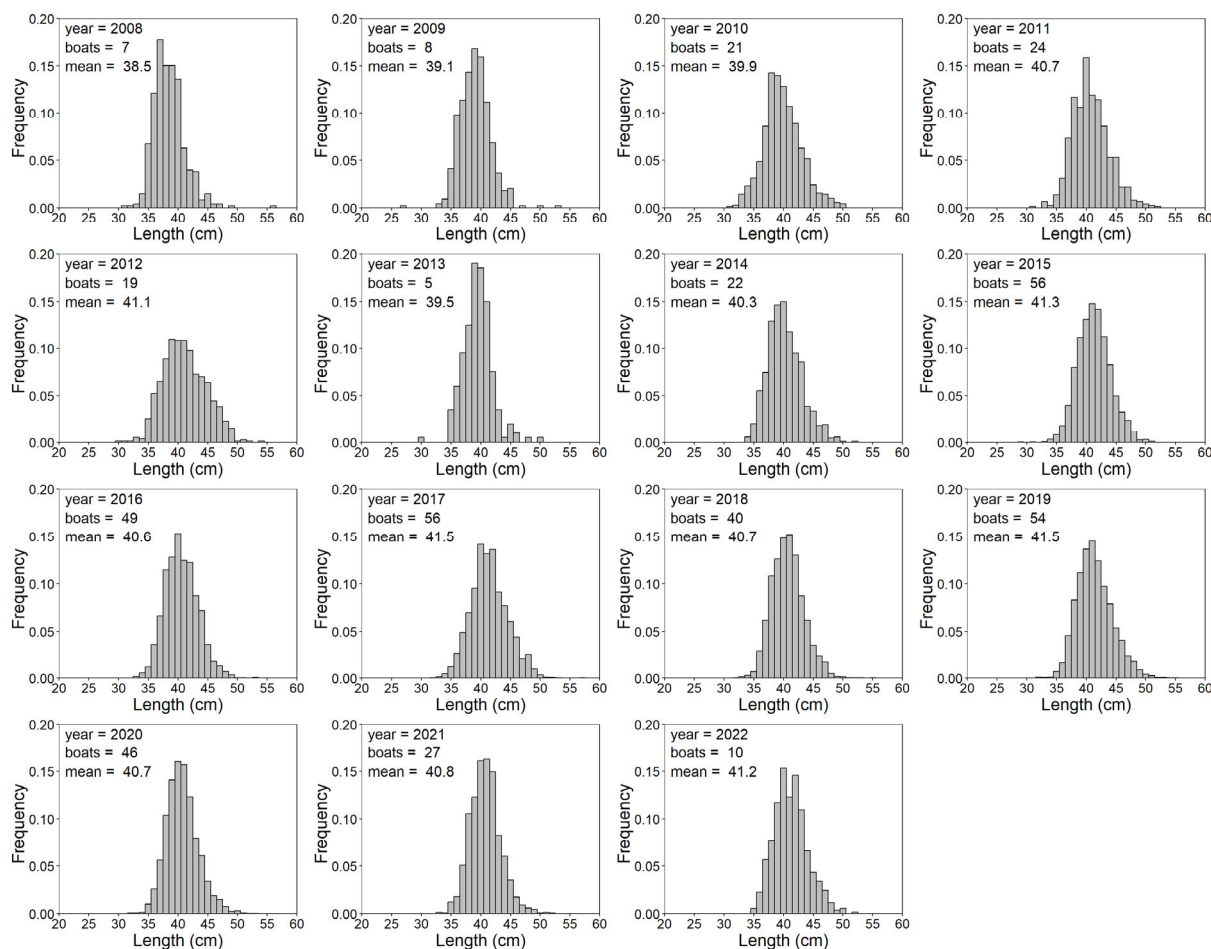 year = 2008
boats = 7
mean = 38.5
0.20
0.15
0.10
0.05
0.00
Frequency
20 25 30 35 40 45 50 55 60
Length (cm)
year = 2009
boats = 8
mean = 39.1
0.20
0.15
0.10
0.05
0.00
Frequency
20 25 30 35 40 45 50 55 60
Length (cm)
year = 2010
boats = 21
mean = 39.9
0.20
0.15
0.10
0.05
0.00
Frequency
20 25 30 35 40 45 50 55 60
Length (cm)
year = 2011
boats = 24
mean = 40.7
0.20
0.15
0.10
0.05
0.00
Frequency
20 25 30 35 40 45 50 55 60
Length (cm)
year = 2012
boats = 19
mean = 41.1
0.20
0.15
0.10
0.05
0.00
Frequency
20 25 30 35 40 45 50 55 60
Length (cm)
year = 2013
boats = 5
mean = 39.5
0.20
0.15
0.10
0.05
0.00
Frequency
20 25 30 35 40 45 50 55 60
Length (cm)
year = 2014
boats = 22
mean = 40.3
0.20
0.15
0.10
0.05
0.00
Frequency
20 25 30 35 40 45 50 55 60
Length (cm)
year = 2015
boats = 56
mean = 41.3
0.20
0.15
0.10
0.05
0.00
Frequency
20 25 30 35 40 45 50 55 60
Length (cm)
year = 2016
boats = 49
mean = 40.6
0.20
0.15
0.10
0.05
0.00
Frequency
20 25 30 35 40 45 50 55 60
Length (cm)
year = 2017
boats = 56
mean = 41.5
0.20
0.15
0.10
0.05
0.00
Frequency
20 25 30 35 40 45 50 55 60
Length (cm)
year = 2018
boats = 40
mean = 40.7
0.20
0.15
0.10
0.05
0.00
Frequency
20 25 30 35 40 45 50 55 60
Length (cm)
year = 2019
boats = 54
mean = 41.5
0.20
0.15
0.10
0.05
0.00
Frequency
20 25 30 35 40 45 50 55 60
Length (cm)
year = 2020
boats = 46
mean = 40.7
0.20
0.15
0.10
0.05
0.00
Frequency
20 25 30 35 40 45 50 55 60
Length (cm)
year = 2021
boats = 27
mean = 40.8
0.20
0.15
0.10
0.05
0.00
Frequency
20 25 30 35 40 45 50 55 60
Length (cm)
year = 2022
boats = 10
mean = 41.2
0.20
0.15
0.10
0.05
0.00
Frequency
20 25 30 35 40 45 50 55 60
Length (cm)